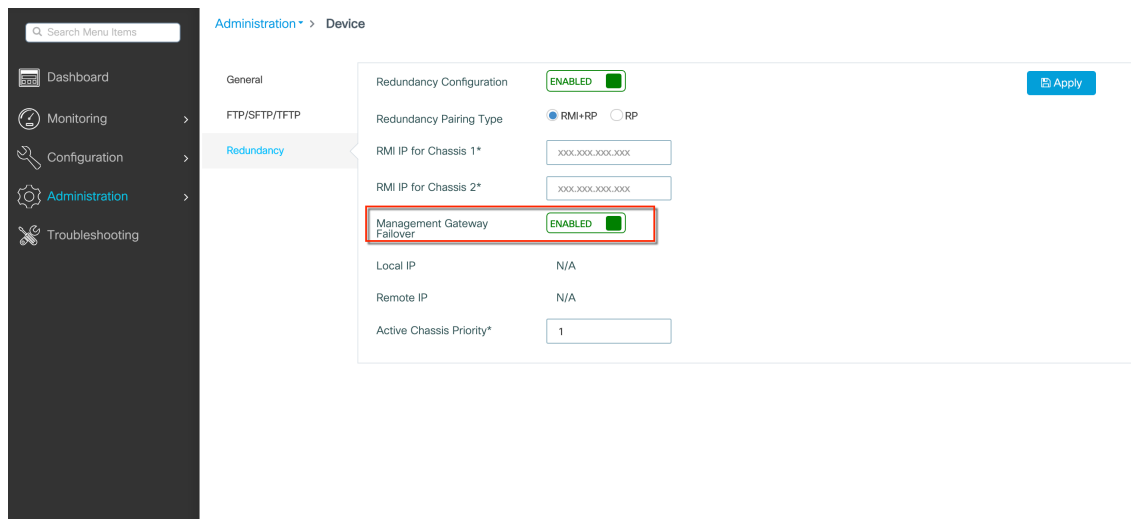 Search Menu Items
Dashboard
Monitoring
Configuration
Administration
Troubleshooting
Administration > Device
General
FTP/SFTP/TFTP
Redundancy
Redundancy Configuration ENABLED
Apply
Redundancy Pairing Type RMI+RP RP
RMI IP for Chassis 1* xxx.xxx.xxx.xxx
RMI IP for Chassis 2* xxx.xxx.xxx.xxx
Management Gateway
Failover
ENABLED
Local IP N/A
Remote IP N/A
Active Chassis Priority* 1